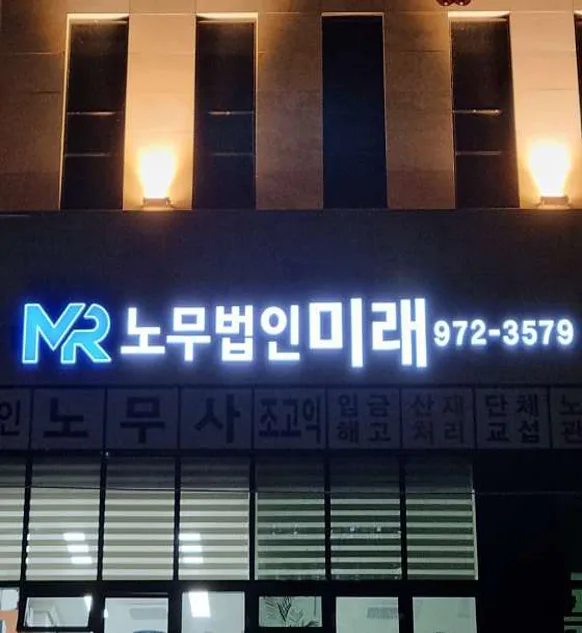 MR 노무법인미래 972-3579
인 노무사 조고익 임금 산재 단체 노
해고 처리 교섭 관